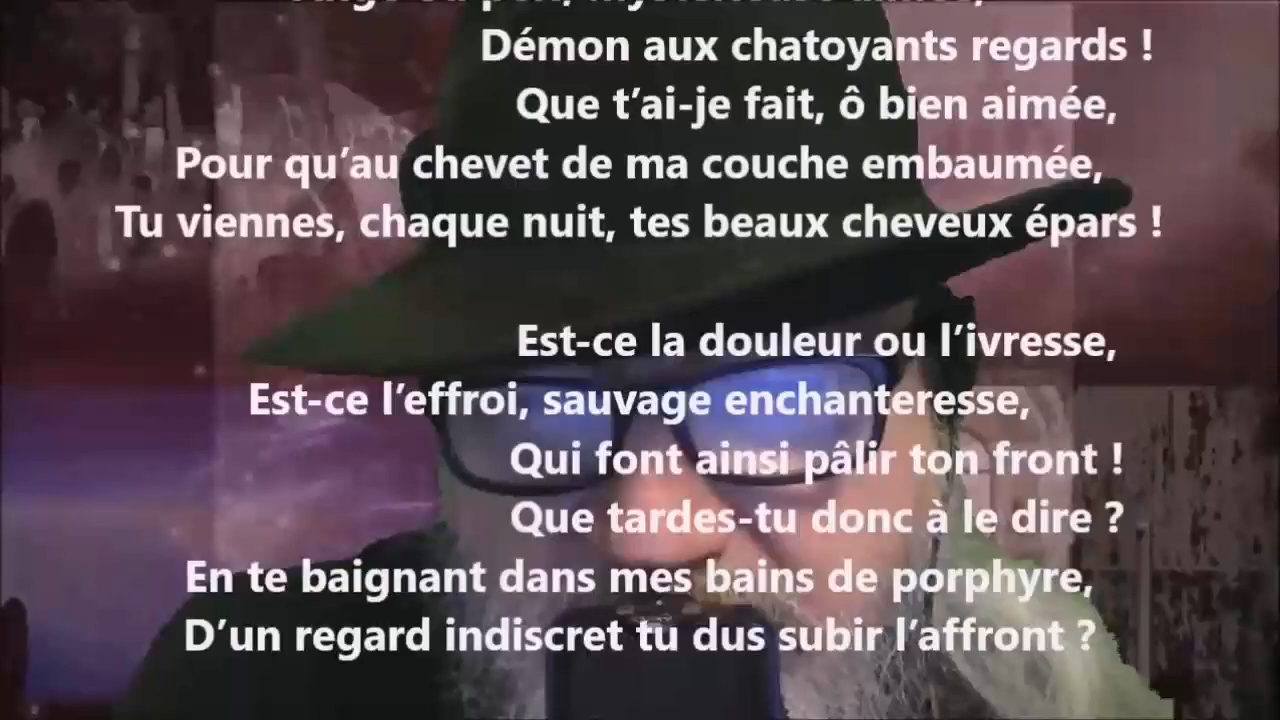 Démon aux chatoyants regards !
Que t’ai-je fait, ô bien aimée,
Pour qu’au chevet de ma couche embaumée,
Tu viennes, chaque nuit, tes beaux cheveux épars !
Est-ce la douleur ou l’ivresse,
Est-ce l’effroi, sauvage enchanteresse,
Qui font ainsi pâlir ton front !
Que tardes-tu donc à le dire ?
En te baignant dans mes bains de porphyre,
D’un regard indiscret tu dus subir l’affront ?